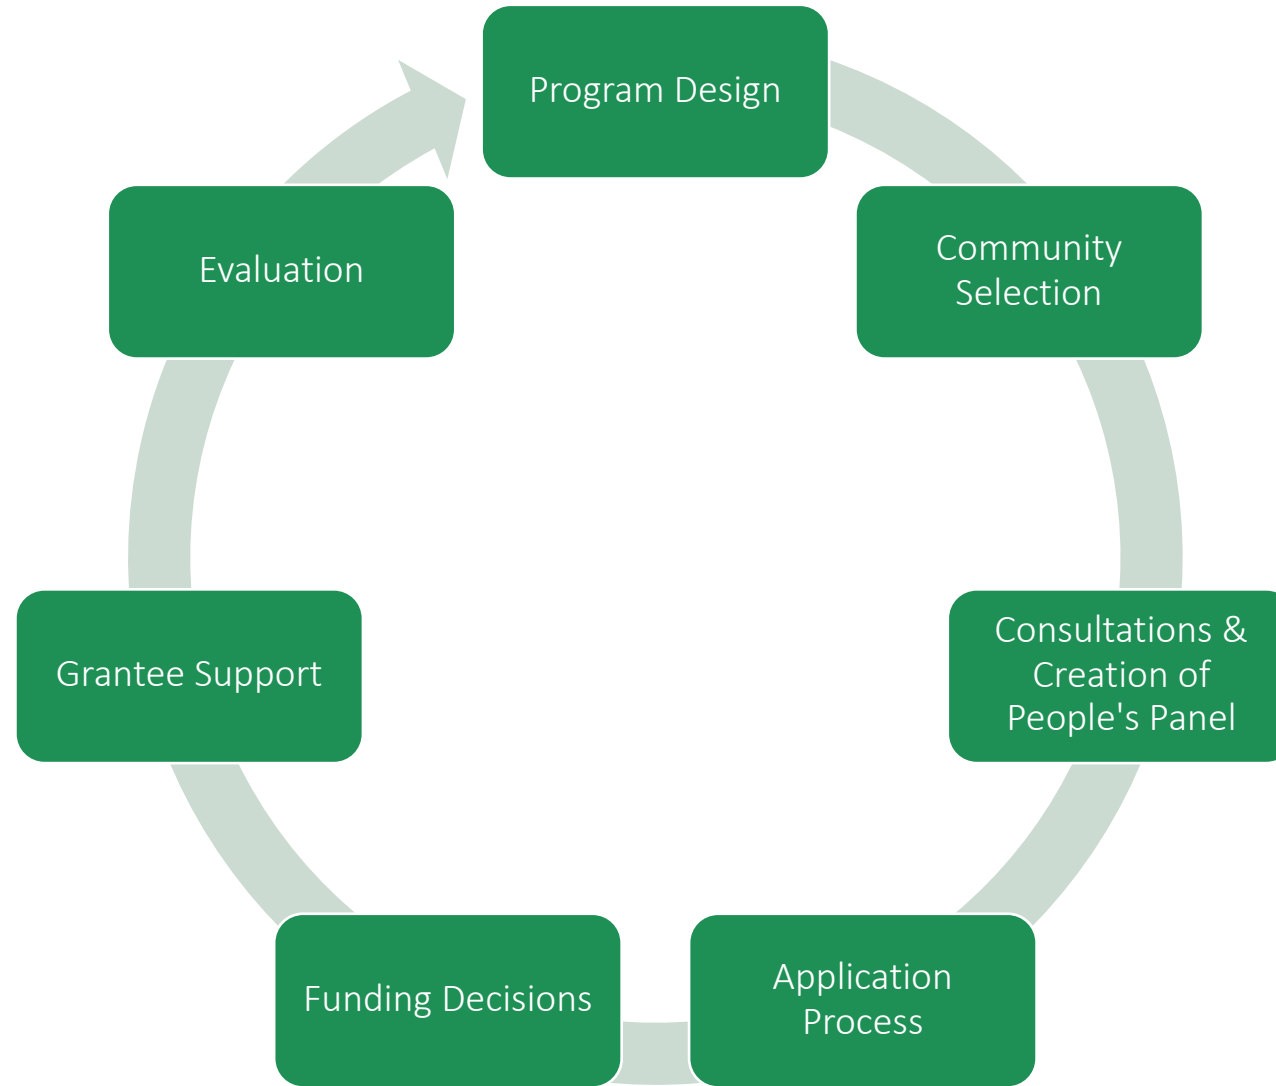 Program Design
Community
Selection
Consultations &
Creation of
People's Panel
Application
Process
Funding Decisions
Grantee Support
Evaluation